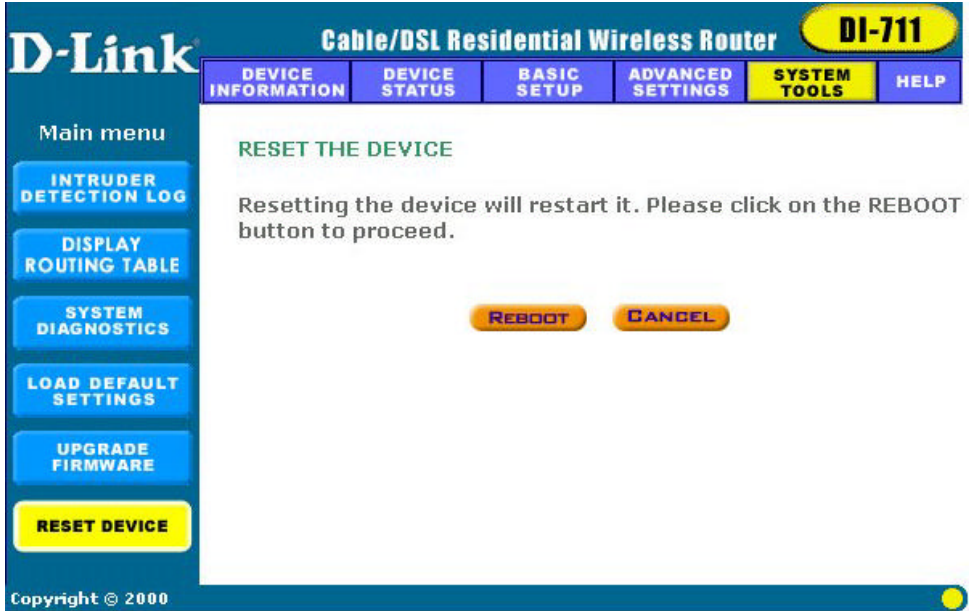 D-Link
Cable/DSL Residential Wireless Router
DI-711
DEVICE INFORMATION
DEVICE STATUS
BASIC SETUP
ADVANCED SETTINGS
SYSTEM TOOLS
HELP
Main menu
INTRUDER
DETECTION LOG
DISPLAY
ROUTING TABLE
SYSTEM
DIAGNOSTICS
LOAD DEFAULT
SETTINGS
UPGRADE
FIRMWARE
RESET DEVICE
RESET THE DEVICE
Resetting the device will restart it. Please click on the REBOOT
button to proceed.
REBOOT
CANCEL
Copyright © 2000